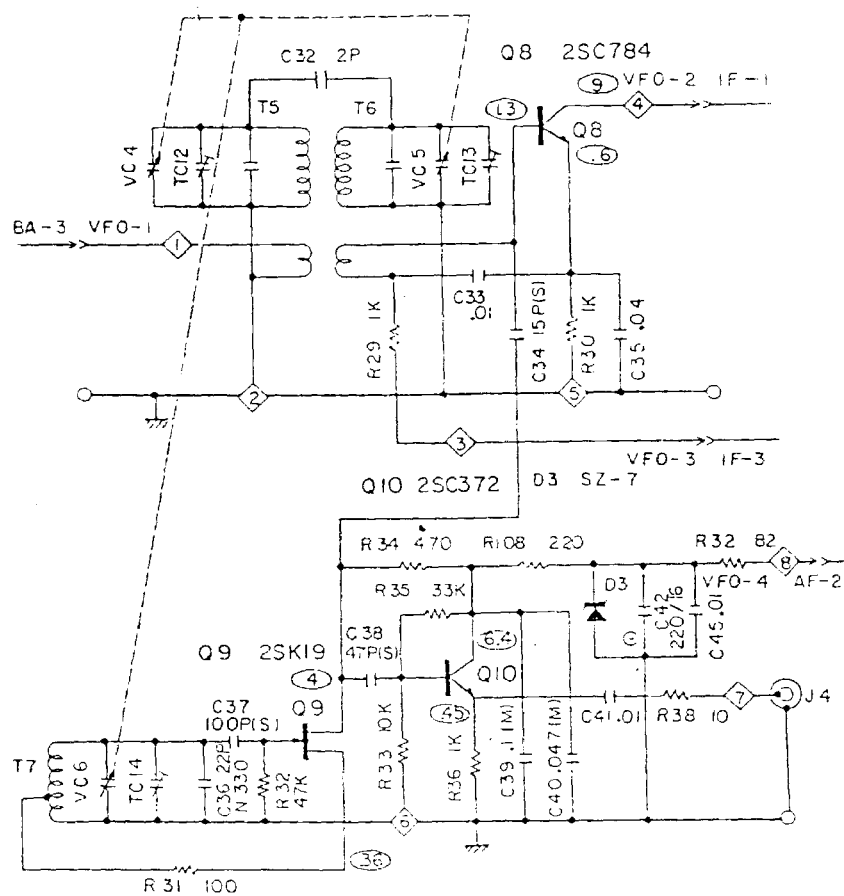 C32 2P
Q8 2SC784
9
VFO-2 IF-1
4
T5
T6
1.3
Q8
.6
VC4
TC12
VC5
TC13
BA-3 VFO-1
1
C33
.01
R29 1K
C34 15P(S)
R30 1K
C35 .04
2
5
3
VFO-3 IF-3
Q10 2SC372
D3 SZ-7
R34 470
R108 220
R32 82
8
R35 33K
D3
VFO-4
AF-2
C38
47P(S)
6.4
C42
220/16
C45.01
Q9 2SK19
4
Q10
.45
7
J4
C37
100P(S)
Q9
C41.01
R38 10
T7
VC6
TC14
C36 22P
N330
R32
47K
R33 10K
R36 1K
C39.1(M)
C40.047(M)
6
.36
R31 100